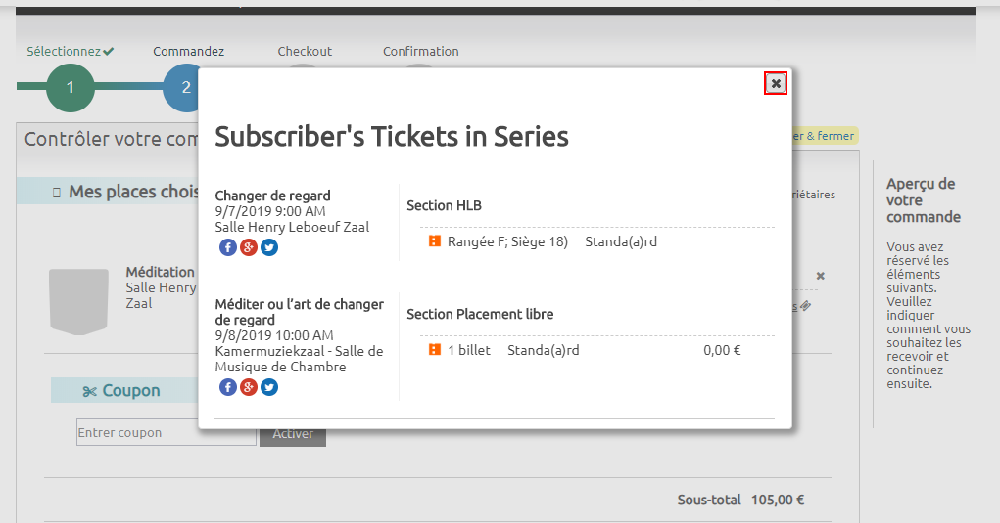 Sélectionnez
Commandez
Checkout
Confirmation
1
2
Contrôler votre com
er & fermer
Subscriber's Tickets in Series
Mes places chois
riétaires
Changer de regard
9/7/2019 9:00 AM
Salle Henry Leboeuf Zaal
Section HLB
Rangée F; Siège 18) Standa(a)rd
Méditation
Salle Henry
Zaal
Méditer ou l'art de changer
de regard
9/8/2019 10:00 AM
Kamermuziekzaal - Salle de
Musique de Chambre
Section Placement libre
1 billet Standa(a)rd 0,00 €
Coupon
Entrer coupon
Activer
Sous-total 105,00 €
Aperçu de
votre
commande
Vous avez
réservé les
éléments
suivants.
Veuillez
indiquer
comment vous
souhaitez les
recevoir et
continuez
ensuite.